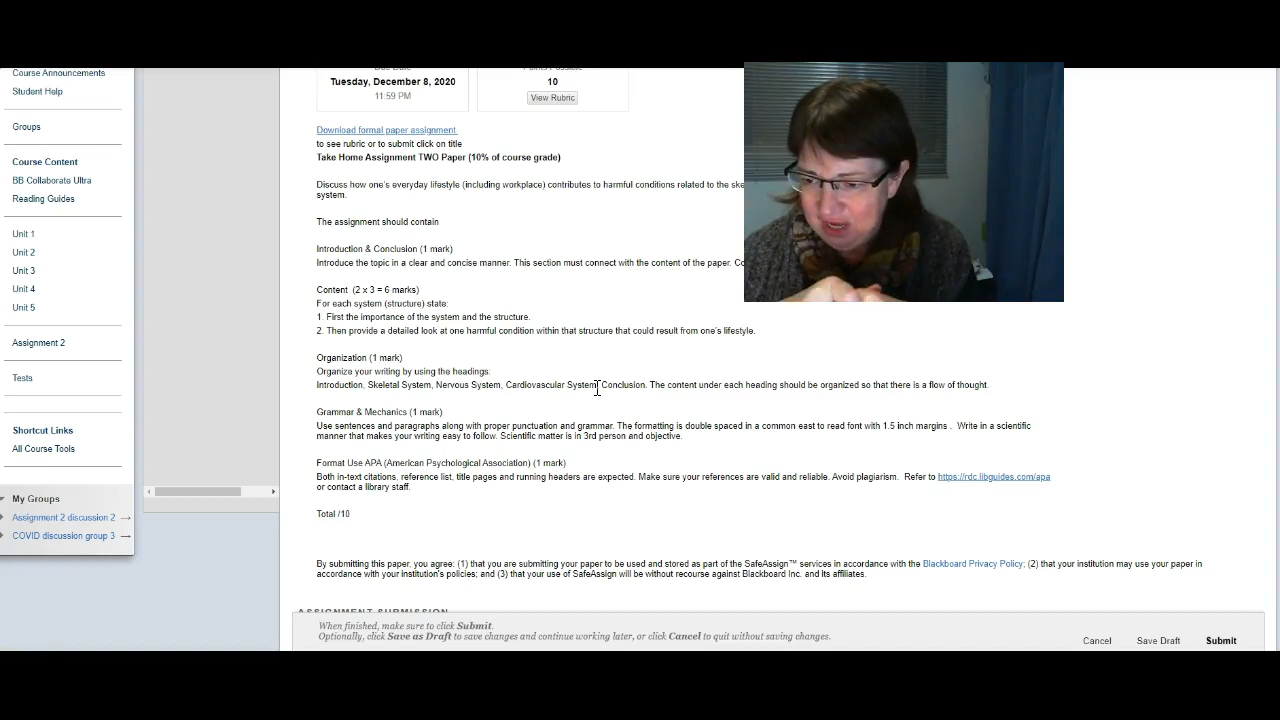 Course Announcements
Student Help
Groups
Course Content
BB Collaborate Ultra
Reading Guides
Unit 1
Unit 2
Unit 3
Unit 4
Unit 5
Assignment 2
Tests
Shortcut Links
All Course Tools
My Groups
Assignment 2 discussion 2
COVID discussion group 3
Due Date
Points Possible
Tuesday, December 8, 2020
10
11:59 PM
View Rubric
Download formal paper assignment
to see rubric or to submit click on title
Take Home Assignment TWO Paper (10% of course grade)
Discuss how one's everyday lifestyle (including workplace) contributes to harmful conditions related to the
system.
The assignment should contain
Introduction & Conclusion (1 mark)
Introduce the topic in a clear and concise manner. This section must connect with the content of the paper.
Content (2 x 3 = 6 marks)
For each system (structure) state:
1. First the importance of the system and the structure.
2. Then provide a detailed look at one harmful condition within that structure that could result from one's lifestyle.
Organization (1 mark)
Organize your writing by using the headings:
Introduction, Skeletal System, Nervous System, Cardiovascular System, Conclusion. The content under each heading should be organized so that there is a flow of thought.
Grammar & Mechanics (1 mark)
Use sentences and paragraphs along with proper punctuation and grammar. The formatting is double spaced in a common east to read font with 1.5 inch margins . Write in a scientific
manner that makes your writing easy to follow. Scientific matter is in 3rd person and objective.
Format Use APA (American Psychological Association) (1 mark)
Both in-text citations, reference list, title pages and running headers are expected. Make sure your references are valid and reliable. Avoid plagiarism. Refer to https://rdc.libguides.com/apa
or contact a library staff.
Total /10
By submitting this paper, you agree: (1) that you are submitting your paper to be used and stored as part of the SafeAssign™ services in accordance with the Blackboard Privacy Policy; (2) that your institution may use your paper in
accordance with your institution's policies; and (3) that your use of SafeAssign will be without recourse against Blackboard Inc. and its affiliates.
ASSIGNMENT SUBMISSION
When finished, make sure to click Submit.
Optionally, click Save as Draft to save changes and continue working later, or click Cancel to quit without saving changes.
Cancel
Save Draft
Submit